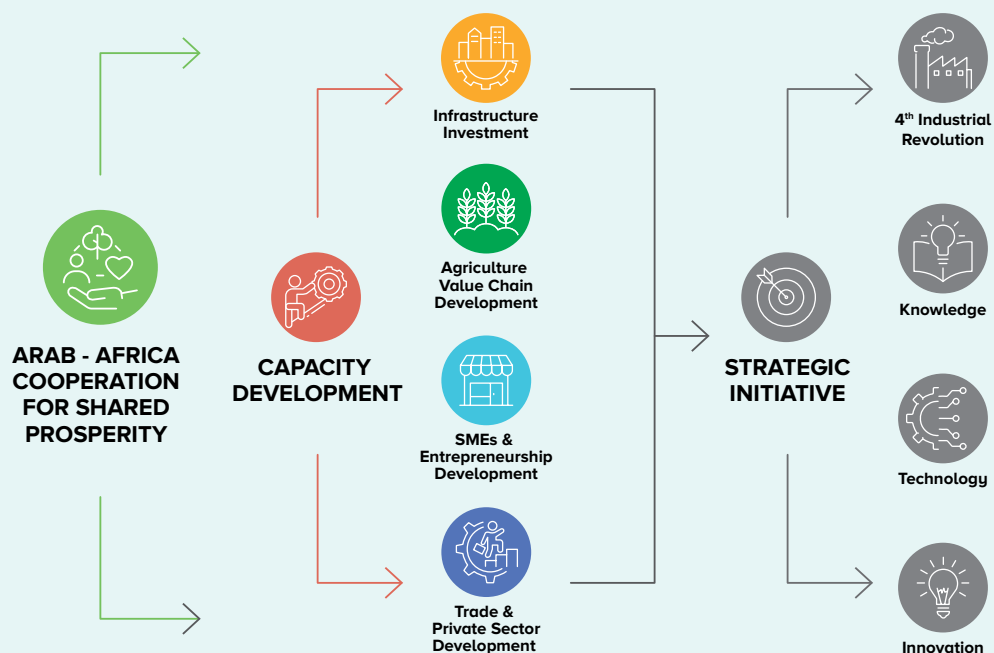 ARAB - AFRICA
COOPERATION
FOR SHARED
PROSPERITY
CAPACITY
DEVELOPMENT
Infrastructure
Investment
Agriculture
Value Chain
Development
SMEs &
Entrepreneurship
Development
Trade &
Private Sector
Development
STRATEGIC
INITIATIVE
4th Industrial
Revolution
Knowledge
Technology
Innovation